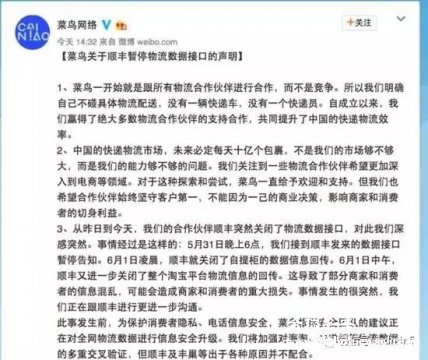 CAI
NIAO
菜鸟网络
+关注
今天 14:32 来自 微博 weibo.com
【菜鸟关于顺丰暂停物流数据接口的声明】
1、菜鸟一开始就是跟所有物流合作伙伴进行合作，而不是竞争。所以我们明确
自己不碰具体物流配送，没有一辆快递车，没有一个快递员。自成立以来，我们
赢得了绝大多数物流合作伙伴的支持合作，共同提升了中国的快递物流效
率。
2、中国的快递物流市场，未来必定每天十亿个包裹，不是我们的市场够不够
大，而是我们的能力够不够的问题。我们关注到一些物流合作伙伴希望更加深
入到电商等领域。对于这种探索和尝试，菜鸟一直给予欢迎和支持。但我们也
希望合作伙伴始终坚守客户第一，不能因为一己的商业决策，影响商家和消费
者的切身利益。
3、从昨日到今天，我们的合作伙伴顺丰突然关闭了物流数据接口，对此我们深
感突然。事情经过是这样的：5月31日晚上6点，我们接到顺丰发来的数据接口
暂停告知。6月1日凌晨，顺丰就关闭了自提柜的数据信息回传。6月1日中午，
顺丰又进一步关闭了整个淘宝平台物流信息的回传。这导致了部分商家和消费
者的信息混乱，可能会造成商家和消费者的重大损失。事情发生的很突然，我
们正在跟顺丰进行更进一步沟通。
此事发生前，为保护消费者隐私、电话信息安全，菜鸟
的建议正
在对全网物流数据进行信息安全升级。我们将加强对
数据
的多重交叉验证，但顺丰及丰巢等出于各种原因并不配合。